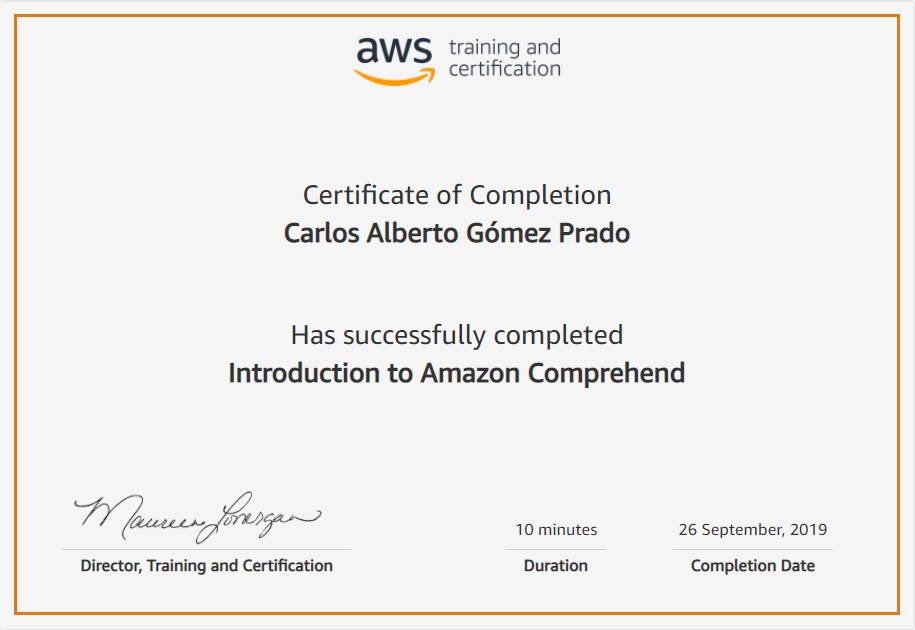 aws training and
certification
Certificate of Completion
Carlos Alberto Gómez Prado
Has successfully completed
Introduction to Amazon Comprehend
Maureen Lonergan
10 minutes
26 September, 2019
Director, Training and Certification
Duration
Completion Date